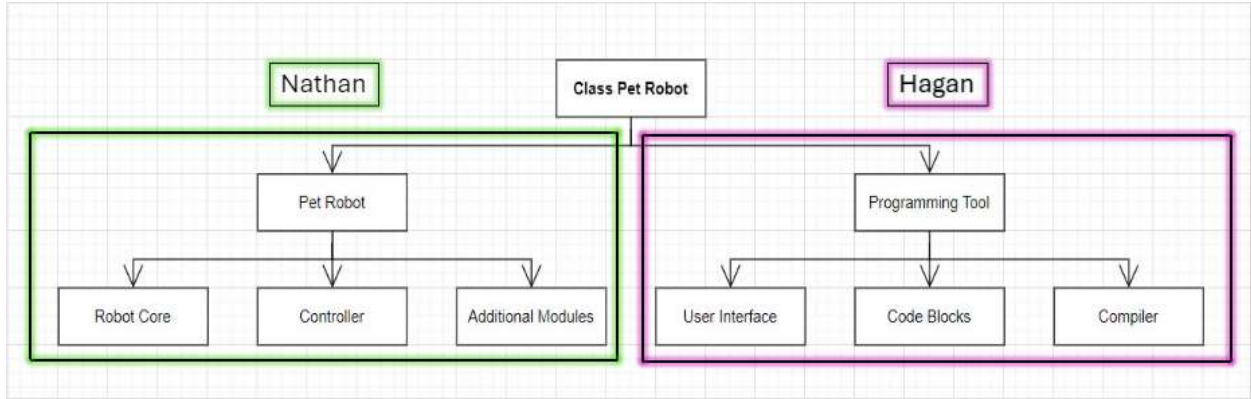 Nathan
Class Pet Robot
Hagan
Pet Robot
Programming Tool
Robot Core
Controller
Additional Modules
User Interface
Code Blocks
Compiler